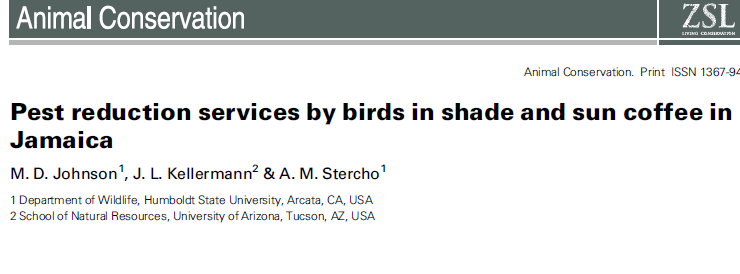 Animal Conservation
ZSL
LIVING CONSERVATION
Animal Conservation. Print ISSN 1367-94
Pest reduction services by birds in shade and sun coffee in
Jamaica
M. D. Johnson1, J. L. Kellermann2 & A. M. Stercho1
1 Department of Wildlife, Humboldt State University, Arcata, CA, USA
2 School of Natural Resources, University of Arizona, Tucson, AZ, USA